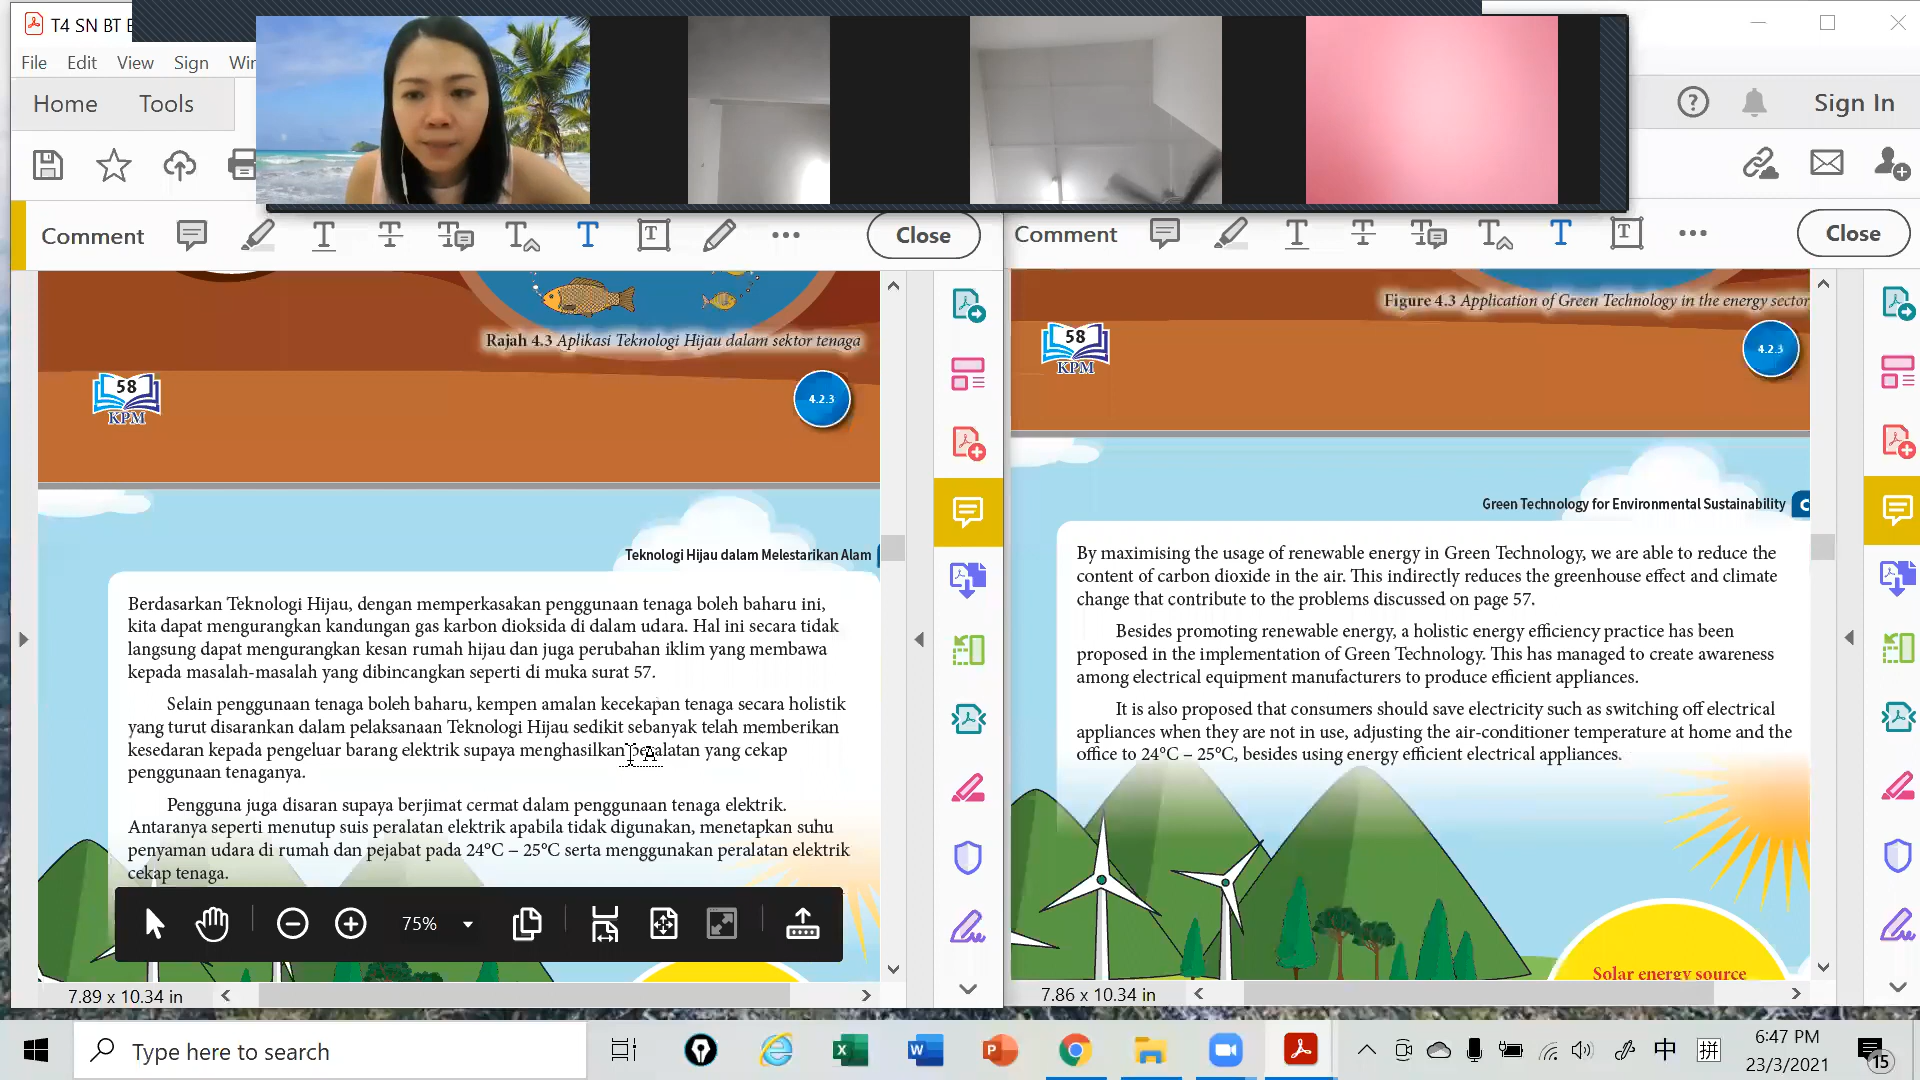 T4 SN BT
File Edit View Sign
Home Tools
Sign In
Comment
Close
Comment
Close
Rajah 4.3 Aplikasi Teknologi Hijau dalam sektor tenaga
58
KPM
4.2.3
Teknologi Hijau dalam Melestarikan Alam
Berdasarkan Teknologi Hijau, dengan memperkasakan penggunaan tenaga boleh baharu ini,
kita dapat mengurangkan kandungan gas karbon dioksida di dalam udara. Hal ini secara tidak
langsung dapat mengurangkan kesan rumah hijau dan juga perubahan iklim yang membawa
kepada masalah-masalah yang dibincangkan seperti di muka surat 57.
Selain penggunaan tenaga boleh baharu, kempen amalan kecekapan tenaga secara holistik
yang turut disarankan dalam pelaksanaan Teknologi Hijau sedikit sebanyak telah memberikan
kesedaran kepada pengeluar barang elektrik supaya menghasilkan peralatan yang cekap
penggunaan tenaganya.
Pengguna juga disaran supaya berjimat cermat dalam penggunaan tenaga elektrik.
Antaranya seperti menutup suis peralatan elektrik apabila tidak digunakan, menetapkan suhu
penyaman udara di rumah dan pejabat pada 24°C – 25°C serta menggunakan peralatan elektrik
cekap tenaga.
75%
7.89 x 10.34 in
Figure 4.3 Application of Green Technology in the energy sector
58
KPM
4.2.3
Green Technology for Environmental Sustainability
By maximising the usage of renewable energy in Green Technology, we are able to reduce the
content of carbon dioxide in the air. This indirectly reduces the greenhouse effect and climate
change that contribute to the problems discussed on page 57.
Besides promoting renewable energy, a holistic energy efficiency practice has been
proposed in the implementation of Green Technology. This has managed to create awareness
among electrical equipment manufacturers to produce efficient appliances.
It is also proposed that consumers should save electricity such as switching off electrical
appliances when they are not in use, adjusting the air-conditioner temperature at home and the
office to 24°C – 25°C, besides using energy efficient electrical appliances.
Solar energy source
7.86 x 10.34 in
Type here to search
中
拼
6:47 PM
23/3/2021
15